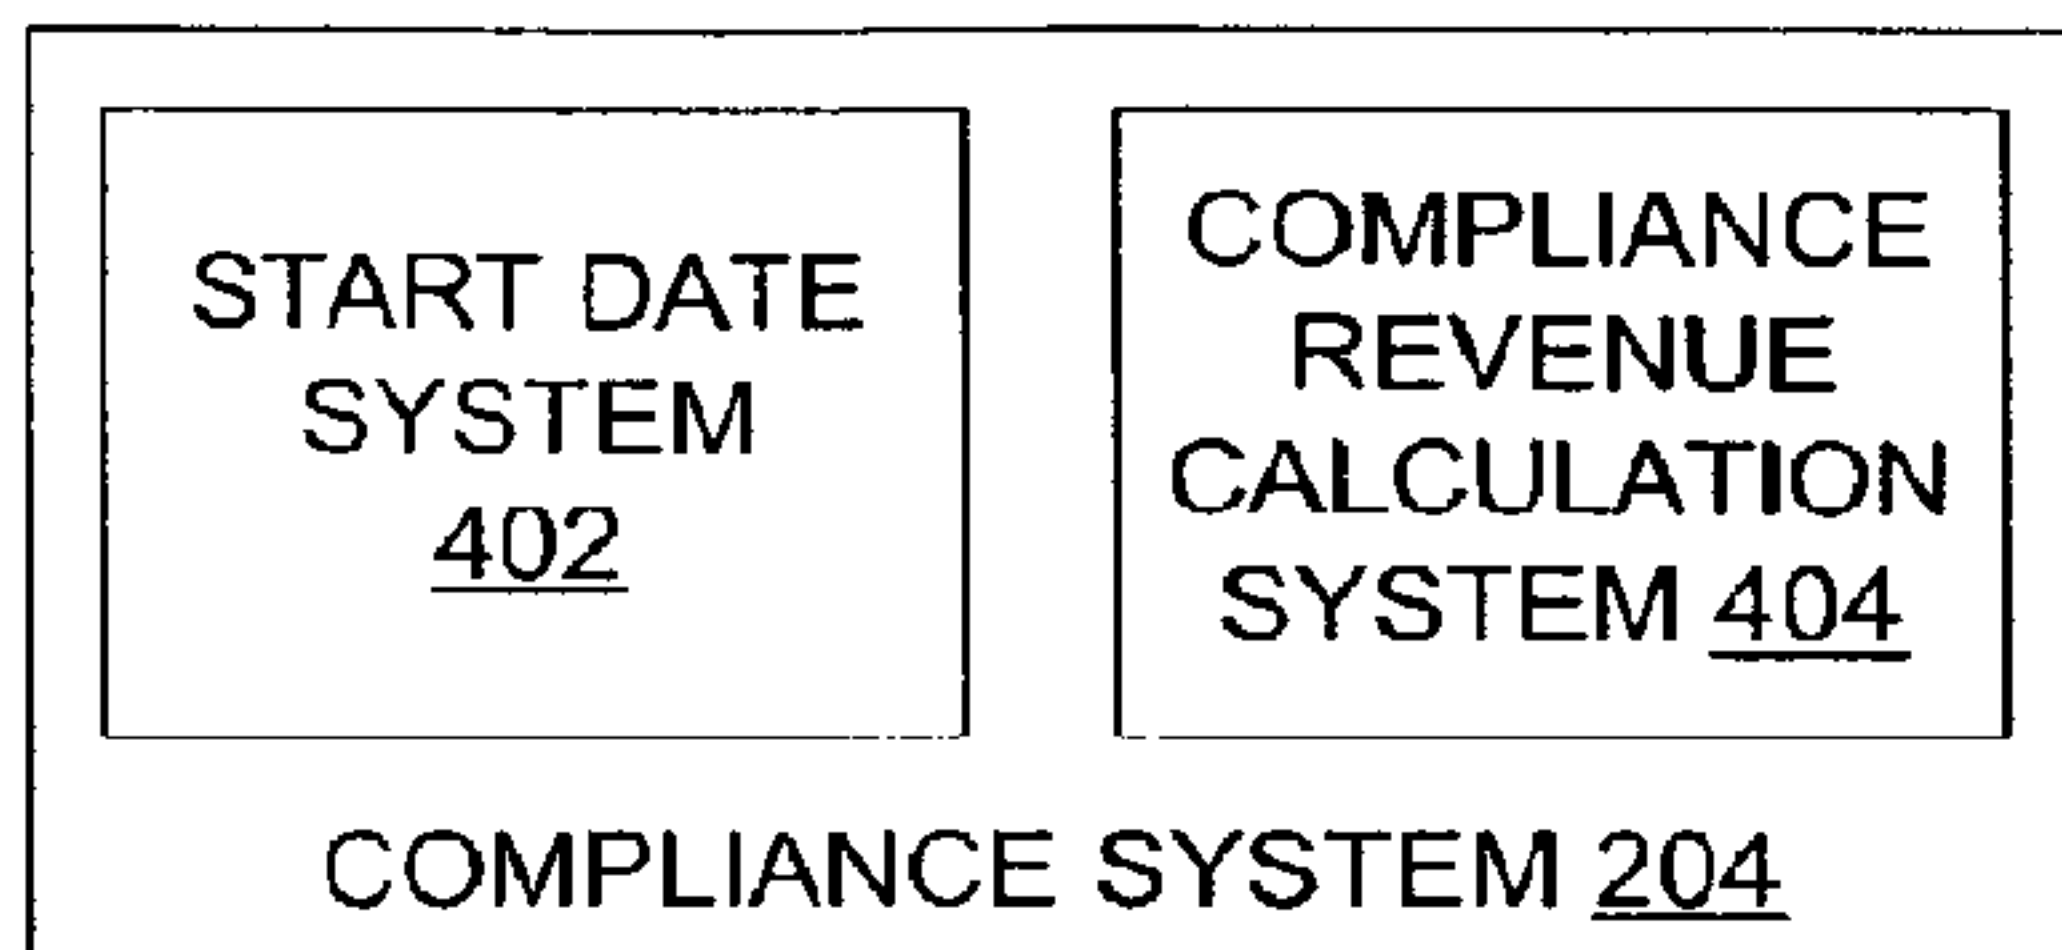 START DATE
SYSTEM
402
COMPLIANCE
REVENUE
CALCULATION
SYSTEM 404
COMPLIANCE SYSTEM 204